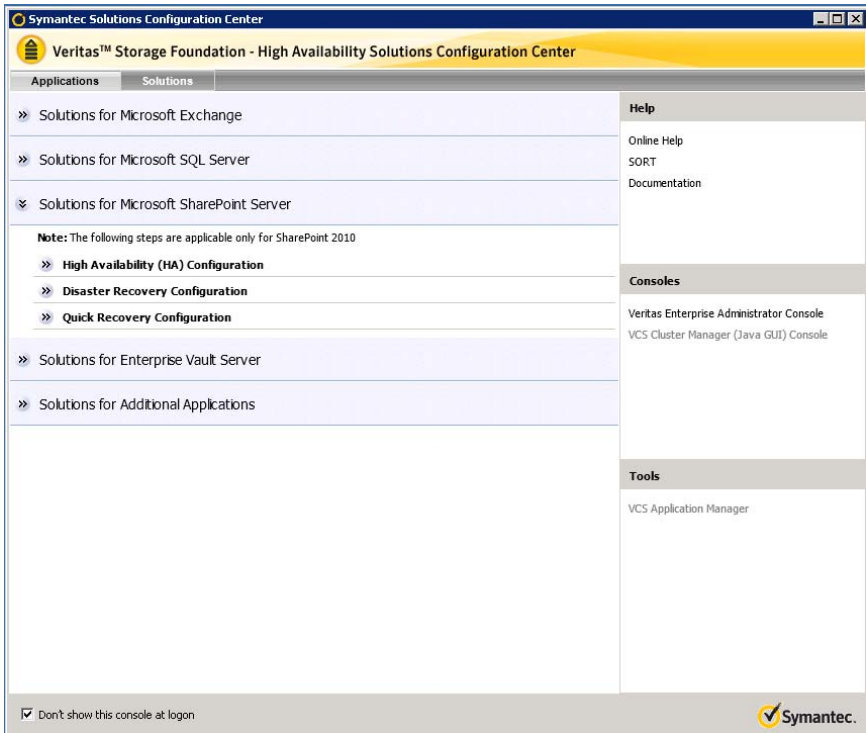 Symantec Solutions Configuration Center
Veritas™ Storage Foundation - High Availability Solutions Configuration Center
Applications
Solutions
Solutions for Microsoft Exchange
Solutions for Microsoft SQL Server
Solutions for Microsoft SharePoint Server
Note: The following steps are applicable only for SharePoint 2010
High Availability (HA) Configuration
Disaster Recovery Configuration
Quick Recovery Configuration
Solutions for Enterprise Vault Server
Solutions for Additional Applications
Help
Online Help
SORT
Documentation
Consoles
Veritas Enterprise Administrator Console
VCS Cluster Manager (Java GUI) Console
Tools
VCS Application Manager
Don't show this console at logon
Symantec.